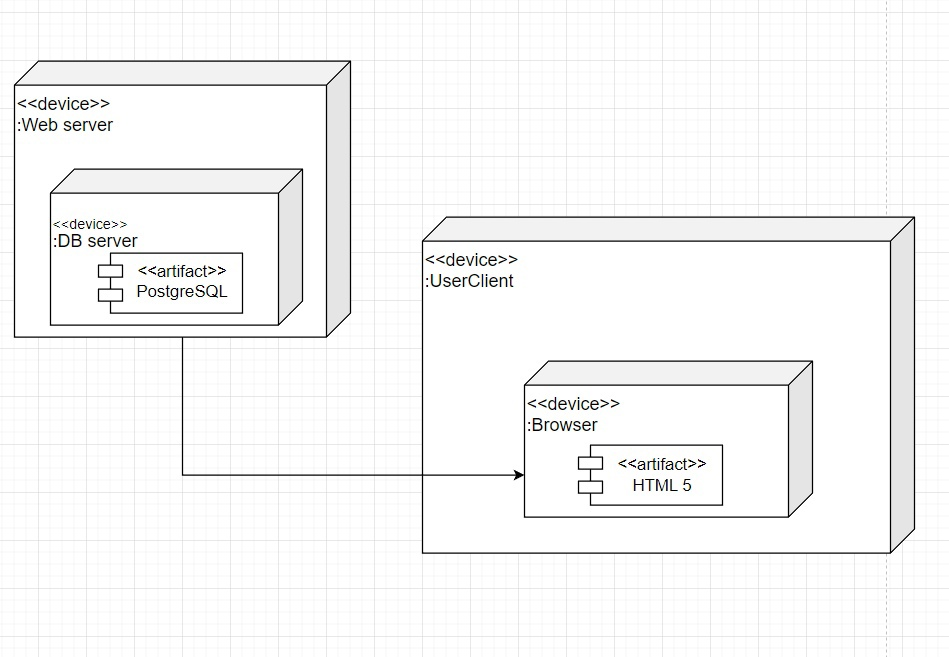 <<device>>
:Web server
<<device>>
:DB server
<<artifact>>
PostgreSQL
<<device>>
:UserClient
<<device>>
:Browser
<<artifact>>
HTML 5